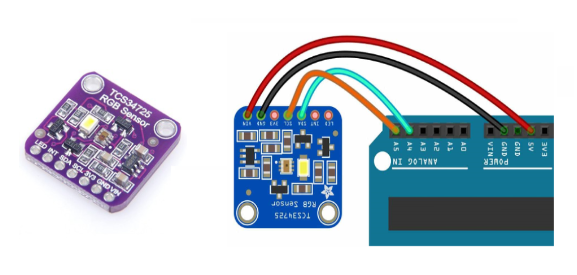 TCS34725
RGB Sensor
LED INT SDA SCL 3V3 GND VIN
VIN GND 3V3 SCL SDA INT LED
RGB Sensor
TCS34725
A5 A4 A3 A2 A1 A0
ANALOG IN
VIN GND GND 5V 3V3
POWER